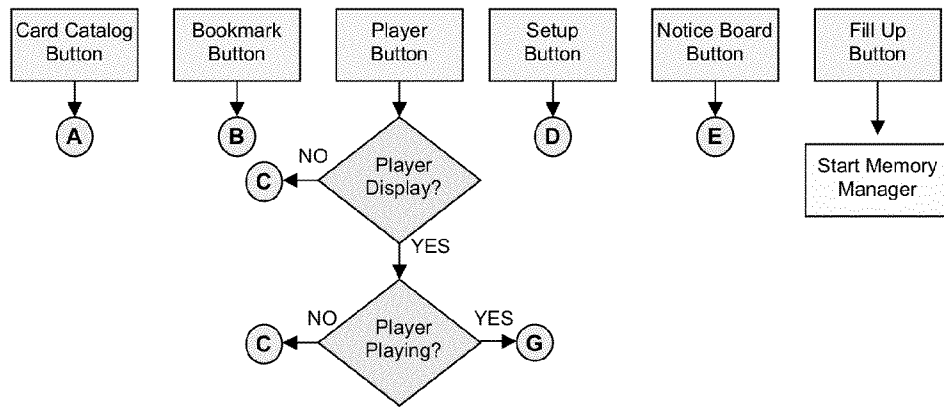 Card Catalog
Button
Bookmark
Button
Player
Button
Setup
Button
Notice Board
Button
Fill Up
Button
A
B
D
E
Player
Display?
NO
C
Start Memory
Manager
YES
Player
Playing?
NO
C
YES
G